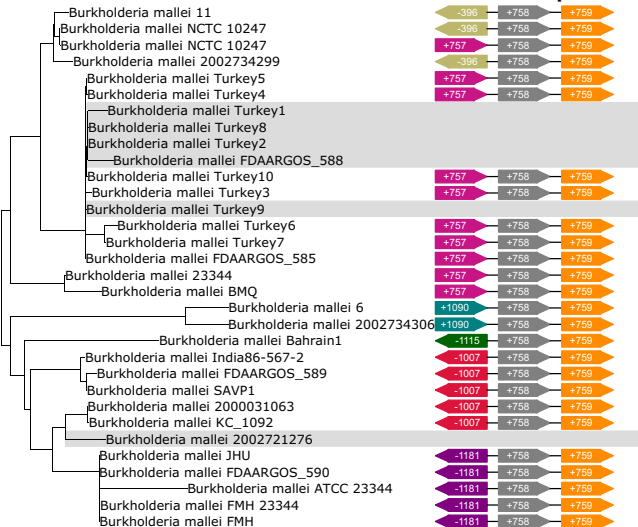 Burkholderia mallei 11 -396 +758 +759
Burkholderia mallei NCTC 10247 -396 +758 +759
Burkholderia mallei NCTC 10247 +757 +758 +759
Burkholderia mallei 2002734299 -396 +758 +759
Burkholderia mallei Turkey5 +757 +758 +759
Burkholderia mallei Turkey4 +757 +758 +759
Burkholderia mallei Turkey1
Burkholderia mallei Turkey8
Burkholderia mallei Turkey2
Burkholderia mallei FDAARGOS_588
Burkholderia mallei Turkey10 +757 +758 +759
Burkholderia mallei Turkey3 +757 +758 +759
Burkholderia mallei Turkey9
Burkholderia mallei Turkey6 +757 +758 +759
Burkholderia mallei Turkey7 +757 +758 +759
Burkholderia mallei FDAARGOS_585 +757 +758 +759
Burkholderia mallei 23344 +757 +758 +759
Burkholderia mallei BMQ +757 +758 +759
Burkholderia mallei 6 +1090 +758 +759
Burkholderia mallei 2002734306 +1090 +758 +759
Burkholderia mallei Bahrain1 -1115 +758 +759
Burkholderia mallei India86-567-2 -1007 +758 +759
Burkholderia mallei FDAARGOS_589 -1007 +758 +759
Burkholderia mallei SAVP1 -1007 +758 +759
Burkholderia mallei 2000031063 -1007 +758 +759
Burkholderia mallei KC_1092 -1007 +758 +759
Burkholderia mallei 2002721276
Burkholderia mallei JHU -1181 +758 +759
Burkholderia mallei FDAARGOS_590 -1181 +758 +759
Burkholderia mallei ATCC 23344 -1181 +758 +759
Burkholderia mallei FMH 23344 -1181 +758 +759
Burkholderia mallei FMH -1181 +758 +759